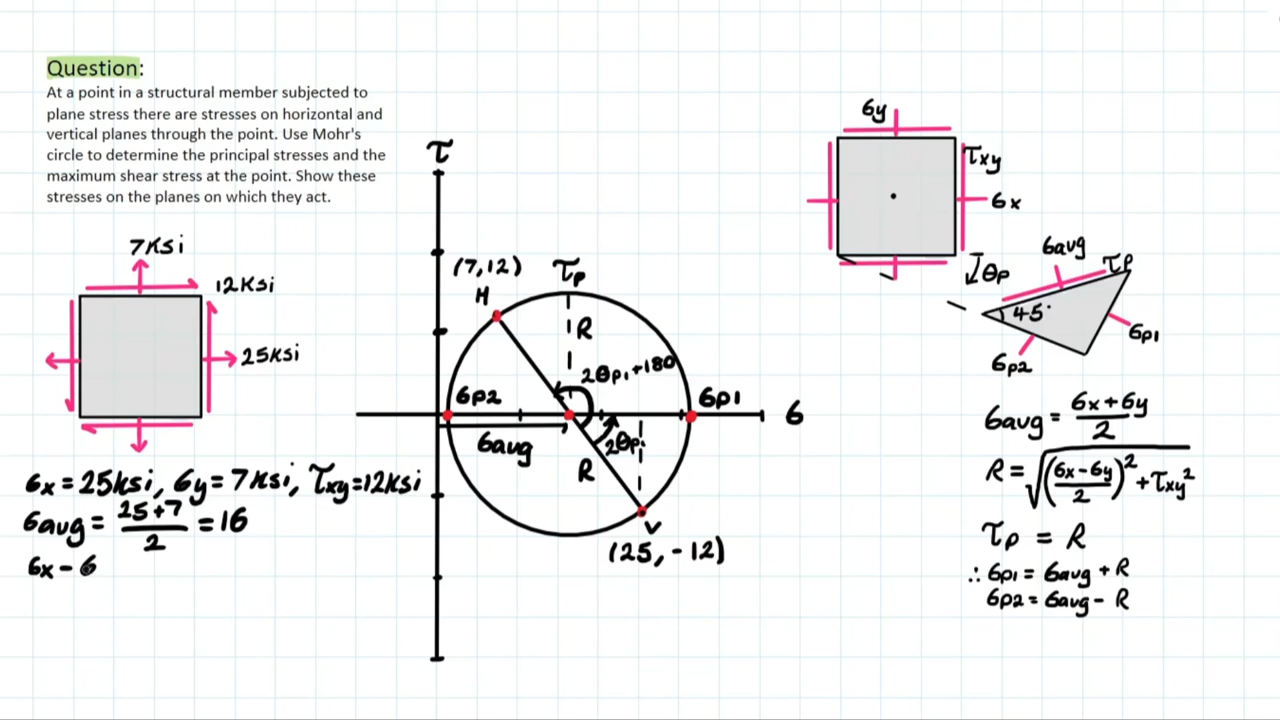 Question:
At a point in a structural member subjected to
plane stress there are stresses on horizontal and
vertical planes through the point. Use Mohr's
circle to determine the principal stresses and the
maximum shear stress at the point. Show these
stresses on the planes on which they act.
7Ksi
12Ksi
25Ksi
6x = 25ksi, 6y = 7Ksi, τxy = 12Ksi
6avg = (25+7)/2 = 16
6x - 6
τ
(7,12)
H
τp
R
2θp1+180
6p2
6p1
6
6avg
2θp1
R
V
(25, -12)
6y
τxy
6x
θp
6avg
τp
45°
6p1
6p2
6avg = (6x+6y)/2
R = √((6x-6y)/2)² + τxy²
τp = R
∴ 6p1 = 6avg + R
6p2 = 6avg - R